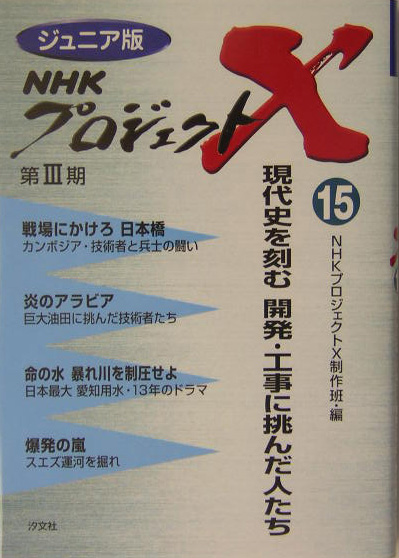 ジュニア版
NHK
プロジェクトX
第Ⅲ期
15
現代史を刻む 開発・工事に挑んだ人たち
NHKプロジェクトX制作班・編
戦場にかけろ 日本橋
カンボジア・技術者と兵士の闘い
炎のアラビア
巨大油田に挑んだ技術者たち
命の水 暴れ川を制圧せよ
日本最大 愛知用水・13年のドラマ
爆発の嵐
スエズ運河を掘れ
汐文社